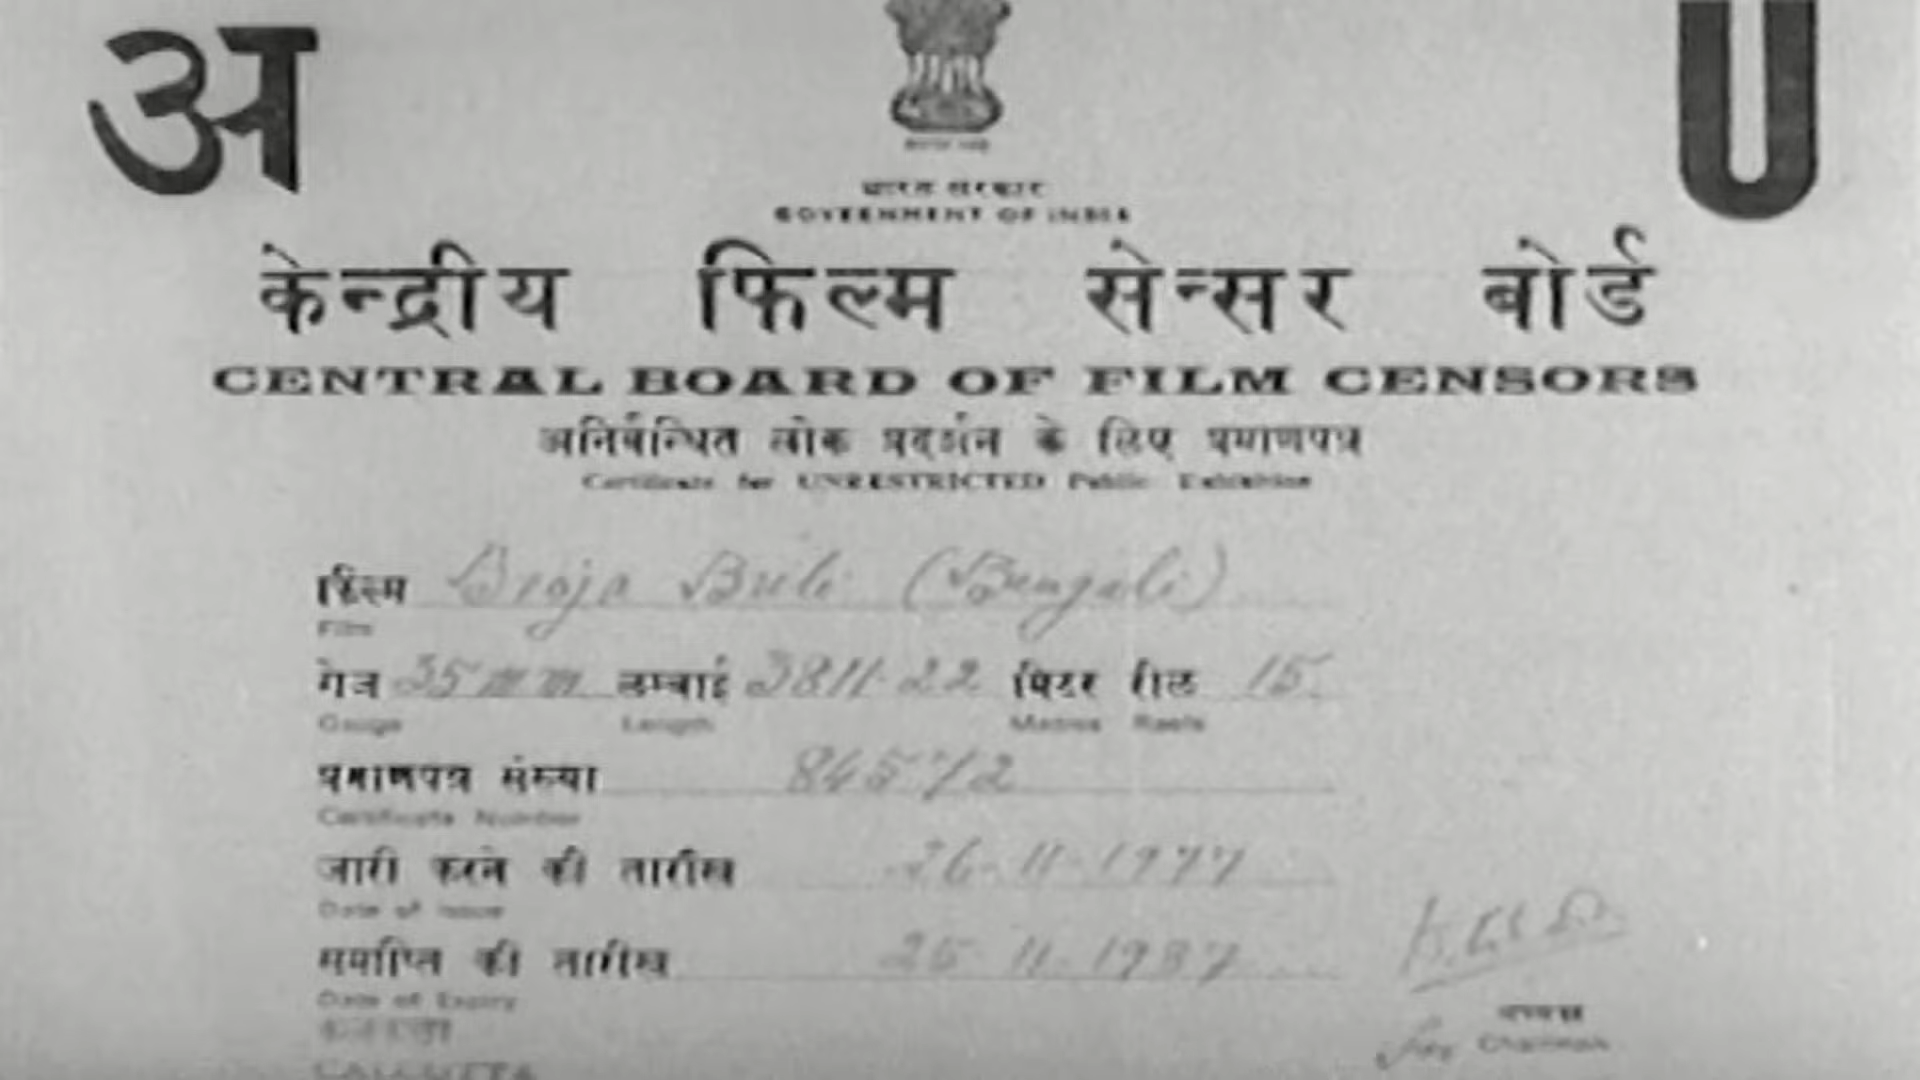 अ
U
भारत सरकार
GOVERNMENT OF INDIA
केन्द्रीय फिल्म सेन्सर बोर्ड
CENTRAL BOARD OF FILM CENSORS
अनिर्बन्धित लोक प्रदर्शन के लिए प्रमाणपत्र
Certificate for UNRESTRICTED Public Exhibition
फिल्म Broja Buli (Bengali)
Film
गेज 35 mm लम्बाई 3811.22 मिटर रील 15
Gauge Length Metres Reels
प्रमाणपत्र संख्या 84572
Certificate Number
जारी करने की तारीख 26-11-1977
Date of Issue
समाप्ति की तारीख 25-11-1987
Date of Expiry
अध्यक्ष
For Chairman
CALCUTTA